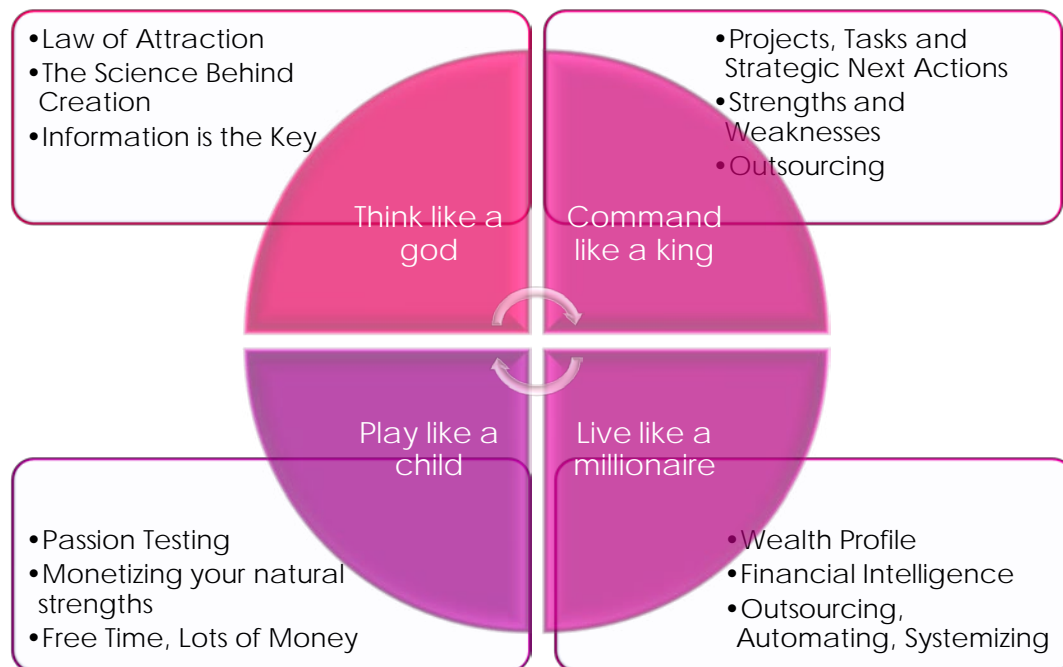 •Law of Attraction
•The Science Behind
Creation
•Information is the Key
•Projects, Tasks and
Strategic Next Actions
•Strengths and
Weaknesses
•Outsourcing
Think like a
god
Command
like a king
Play like a
child
Live like a
millionaire
•Passion Testing
•Monetizing your natural
strengths
•Free Time, Lots of Money
•Wealth Profile
•Financial Intelligence
•Outsourcing,
Automating, Systemizing